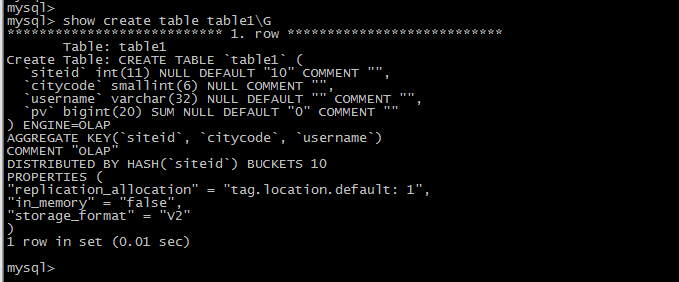 mysql>
mysql> show create table table1\G
*************************** 1. row ***************************
       Table: table1
Create Table: CREATE TABLE `table1` (
  `siteid` int(11) NULL DEFAULT "10" COMMENT "",
  `citycode` smallint(6) NULL COMMENT "",
  `username` varchar(32) NULL DEFAULT "" COMMENT "",
  `pv` bigint(20) SUM NULL DEFAULT "0" COMMENT ""
) ENGINE=OLAP
AGGREGATE KEY(`siteid`, `citycode`, `username`)
COMMENT "OLAP"
DISTRIBUTED BY HASH(`siteid`) BUCKETS 10
PROPERTIES (
"replication_allocation" = "tag.location.default: 1",
"in_memory" = "false",
"storage_format" = "V2"
)
1 row in set (0.01 sec)
mysql>